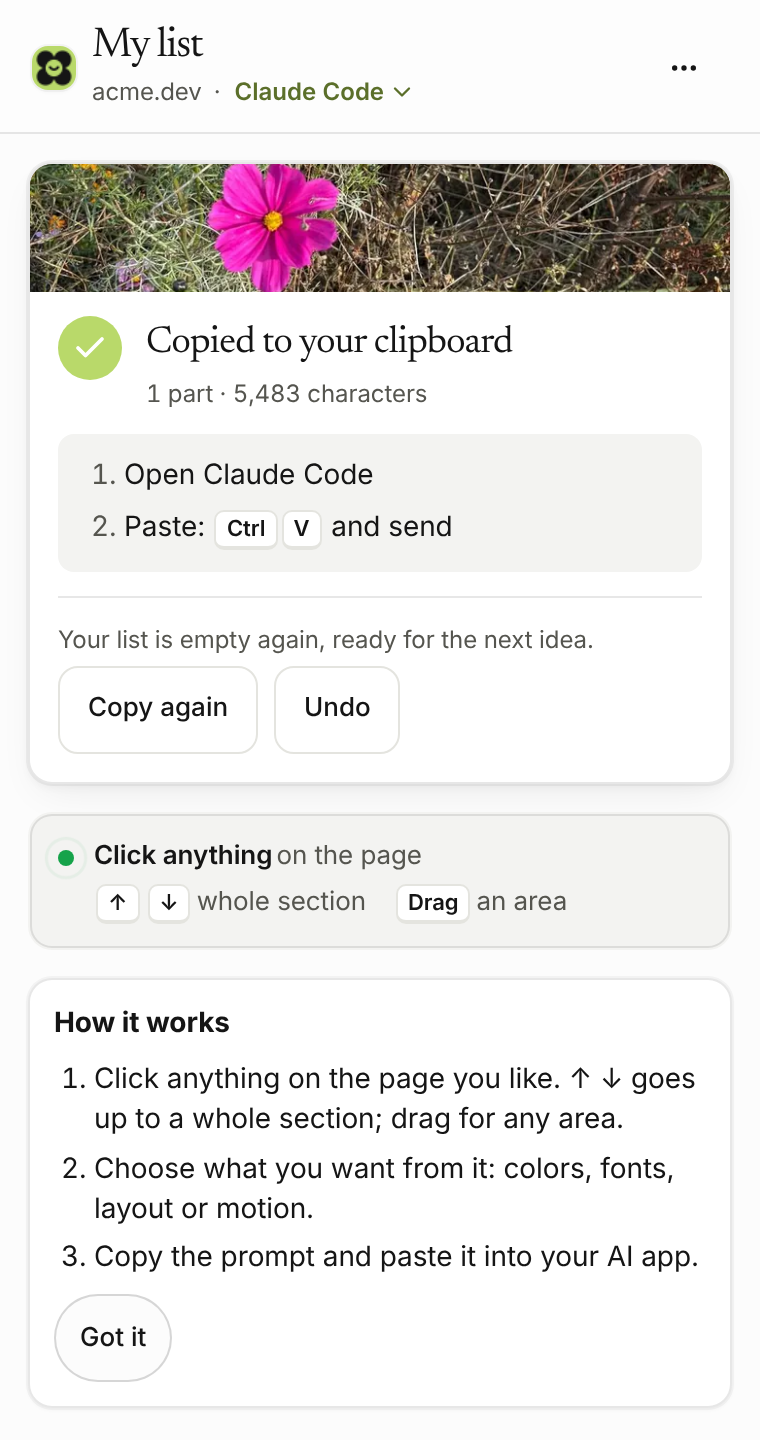 My list
acme.dev · Claude Code
Copied to your clipboard
1 part · 5,483 characters
1. Open Claude Code
2. Paste: Ctrl V and send
Your list is empty again, ready for the next idea.
Copy again Undo
Click anything on the page
↑ ↓ whole section Drag an area
How it works
1. Click anything on the page you like. ↑ ↓ goes
up to a whole section; drag for any area.
2. Choose what you want from it: colors, fonts,
layout or motion.
3. Copy the prompt and paste it into your AI app.
Got it